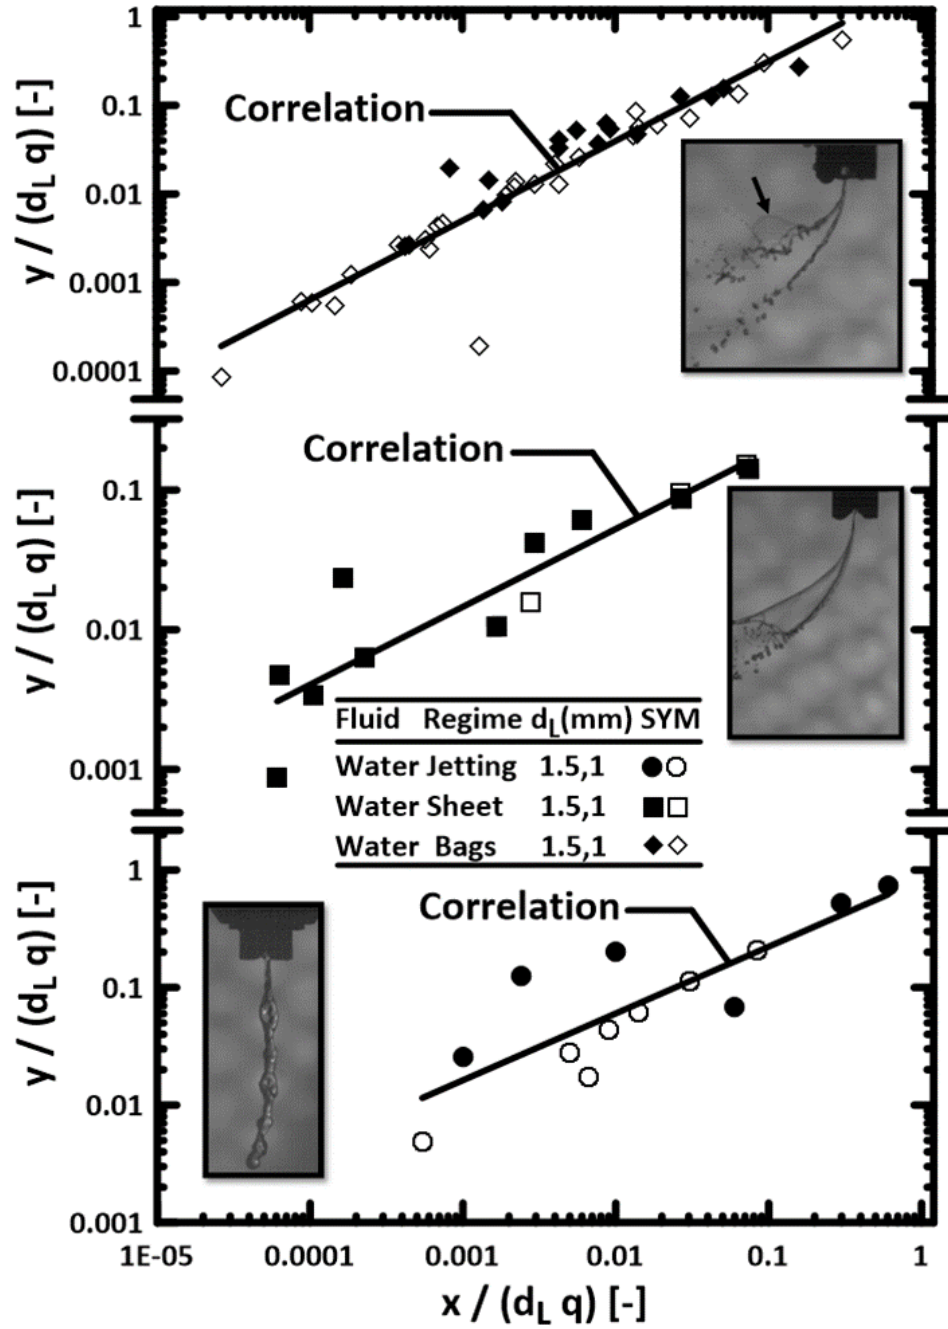 1
0.1
0.01
0.001
0.0001
y / (d_L q) [-]
Correlation
0.1
0.01
0.001
y / (d_L q) [-]
Correlation
Fluid Regime d_L(mm) SYM
Water Jetting 1.5,1 ●○
Water Sheet 1.5,1 ■□
Water Bags 1.5,1 ◆◇
1
0.1
0.01
0.001
y / (d_L q) [-]
Correlation
1E-05 0.0001 0.001 0.01 0.1 1
x / (d_L q) [-]